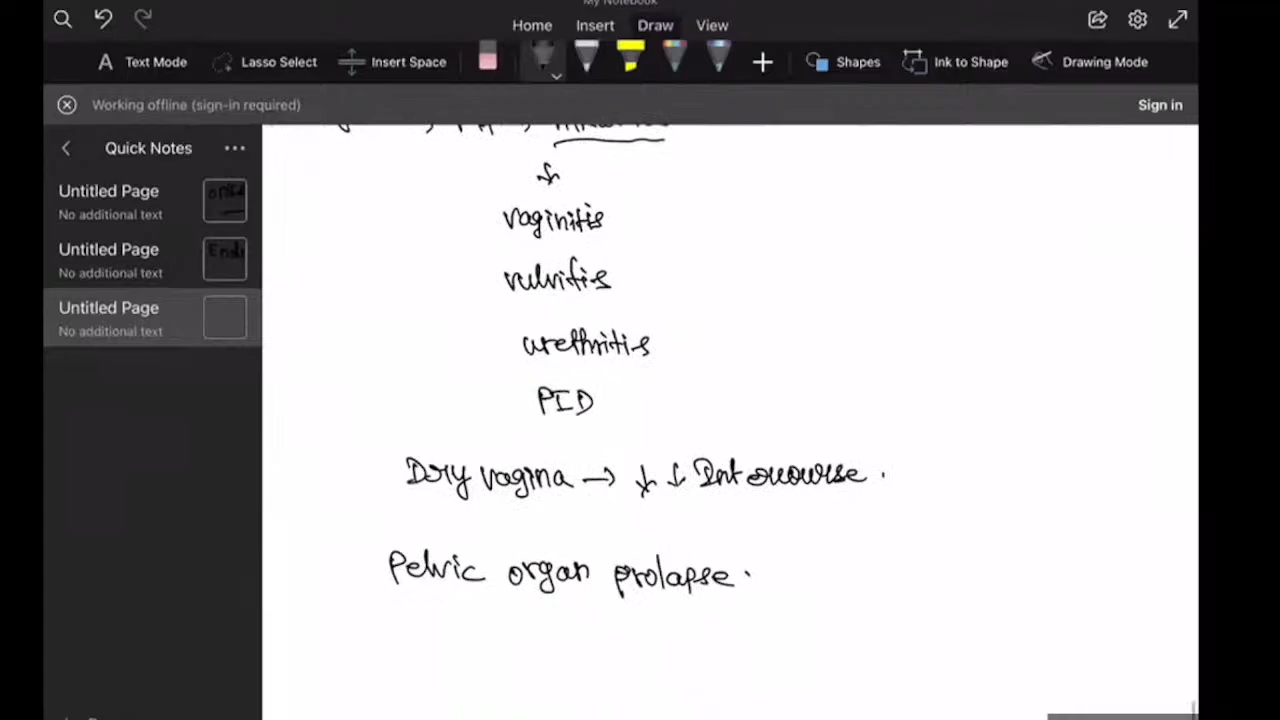 My Notebook
Home Insert Draw View
Text Mode Lasso Select Insert Space Shapes Ink to Shape Drawing Mode
Working offline (sign-in required) Sign in
Quick Notes
Untitled Page
No additional text
Untitled Page
No additional text
Untitled Page
No additional text
vaginitis
vulvitis
urethritis
PID
Dry vagina → ↓ ↓ Intercourse.
Pelvic organ prolapse.